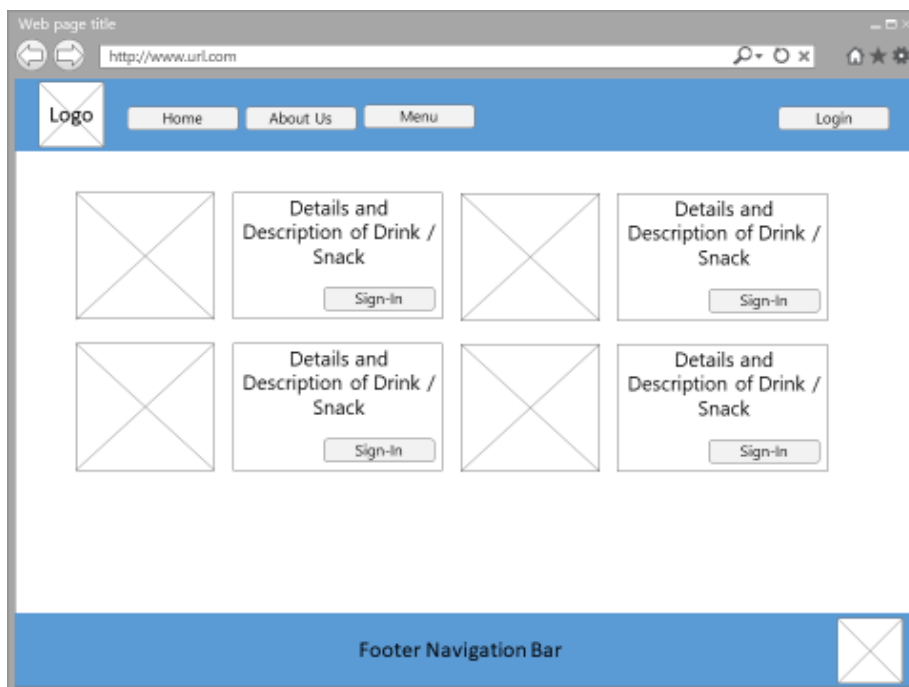 Web page title
http://www.url.com
Logo
Home
About Us
Menu
Login
Details and
Description of Drink /
Snack
Sign-In
Details and
Description of Drink /
Snack
Sign-In
Details and
Description of Drink /
Snack
Sign-In
Details and
Description of Drink /
Snack
Sign-In
Footer Navigation Bar